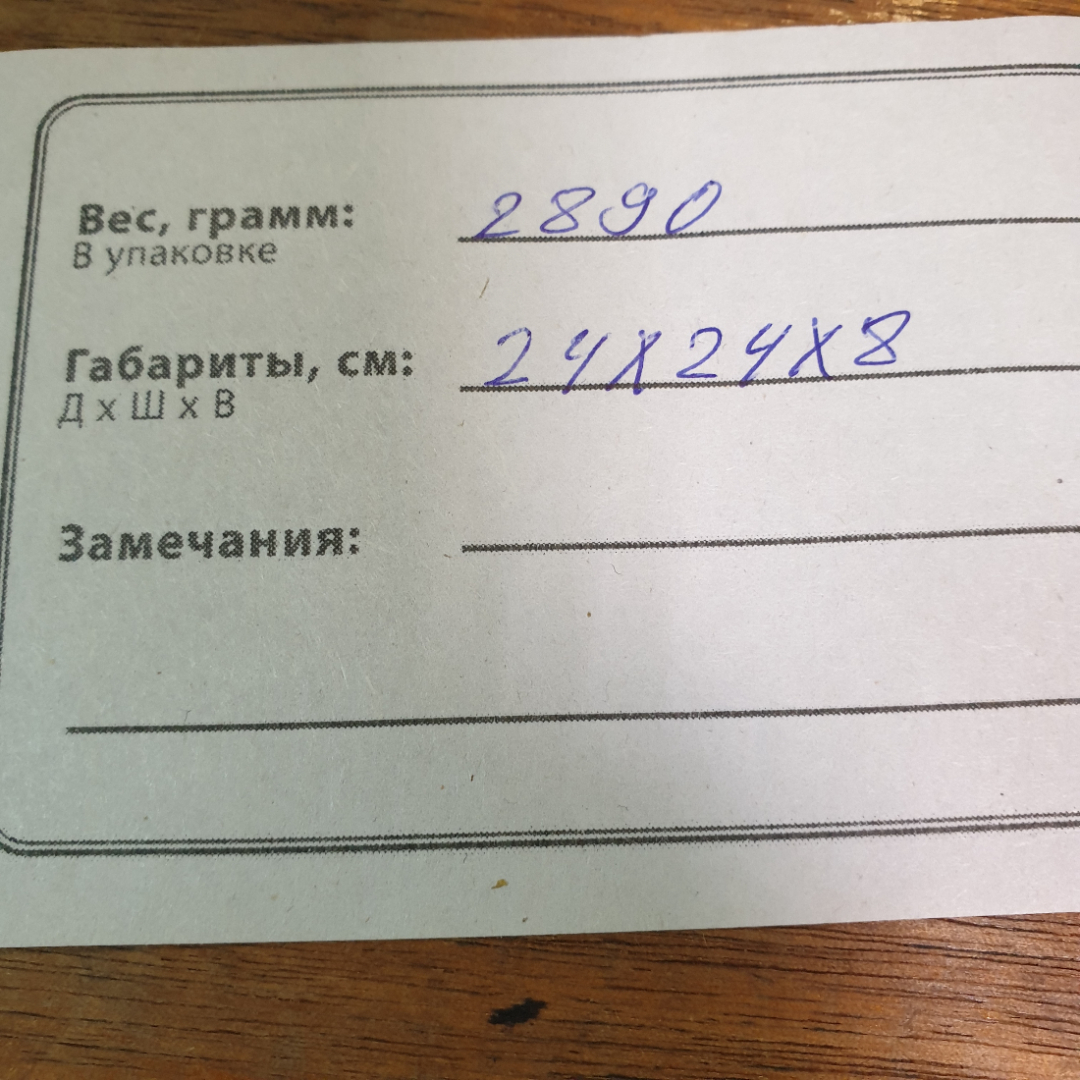 Вес, грамм: 2890
В упаковке
Габариты, см: 24х24х8
Д х Ш х В
Замечания: